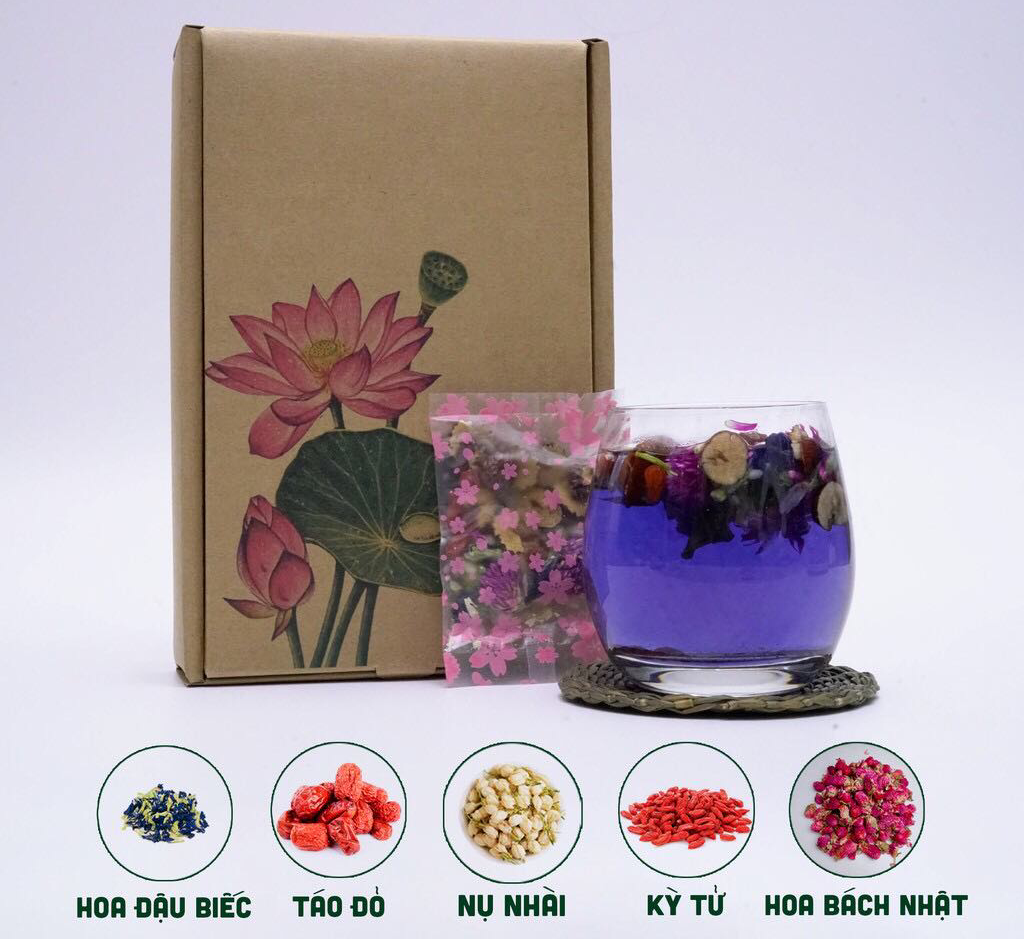 HOA ĐẬU BIẾC
TÁO ĐỎ
NỤ NHÀI
KỲ TỬ
HOA BÁCH NHẬT